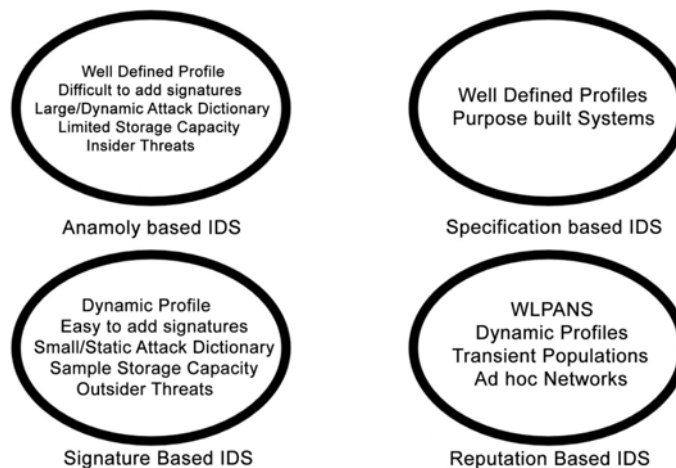 Well Defined Profile
Difficult to add signatures
Large/Dynamic Attack Dictionary
Limited Storage Capacity
Insider Threats
Anamoly based IDS
Well Defined Profiles
Purpose built Systems
Specification based IDS
Dynamic Profile
Easy to add signatures
Small/Static Attack Dictionary
Sample Storage Capacity
Outsider Threats
Signature Based IDS
WLPANS
Dynamic Profiles
Transient Populations
Ad hoc Networks
Reputation Based IDS